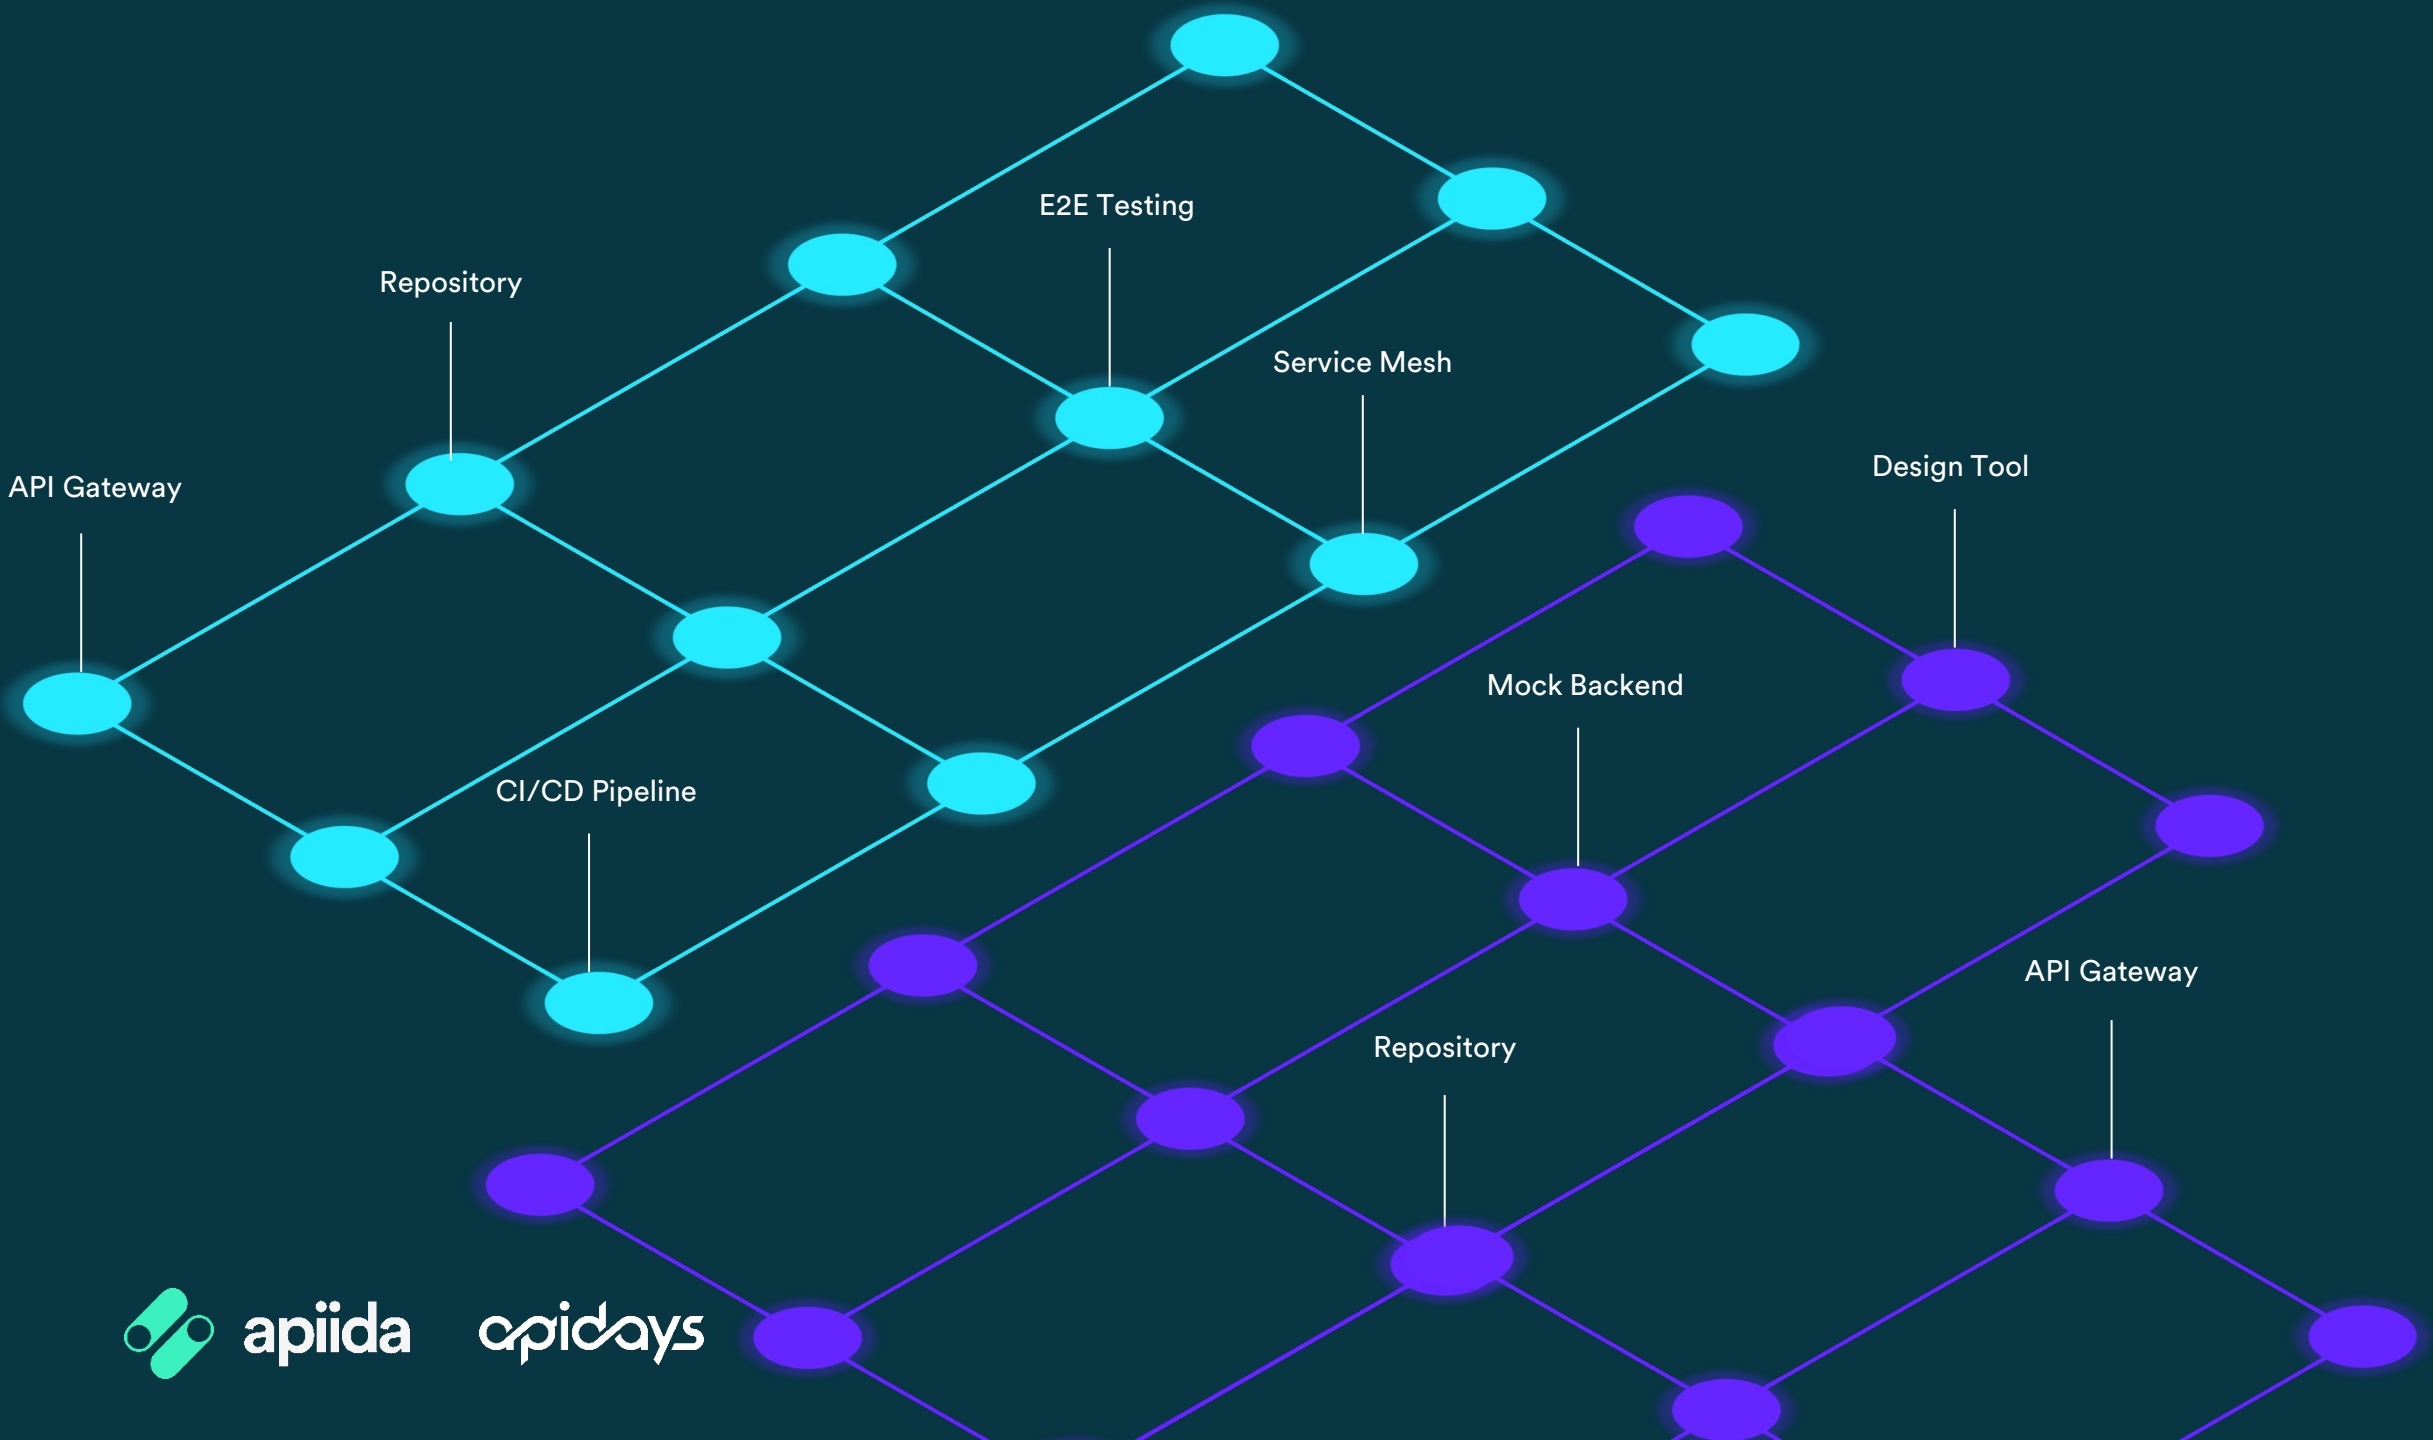 E2E Testing
Repository
Service Mesh
API Gateway
Design Tool
Mock Backend
CI/CD Pipeline
API Gateway
Repository
apiida
apidays